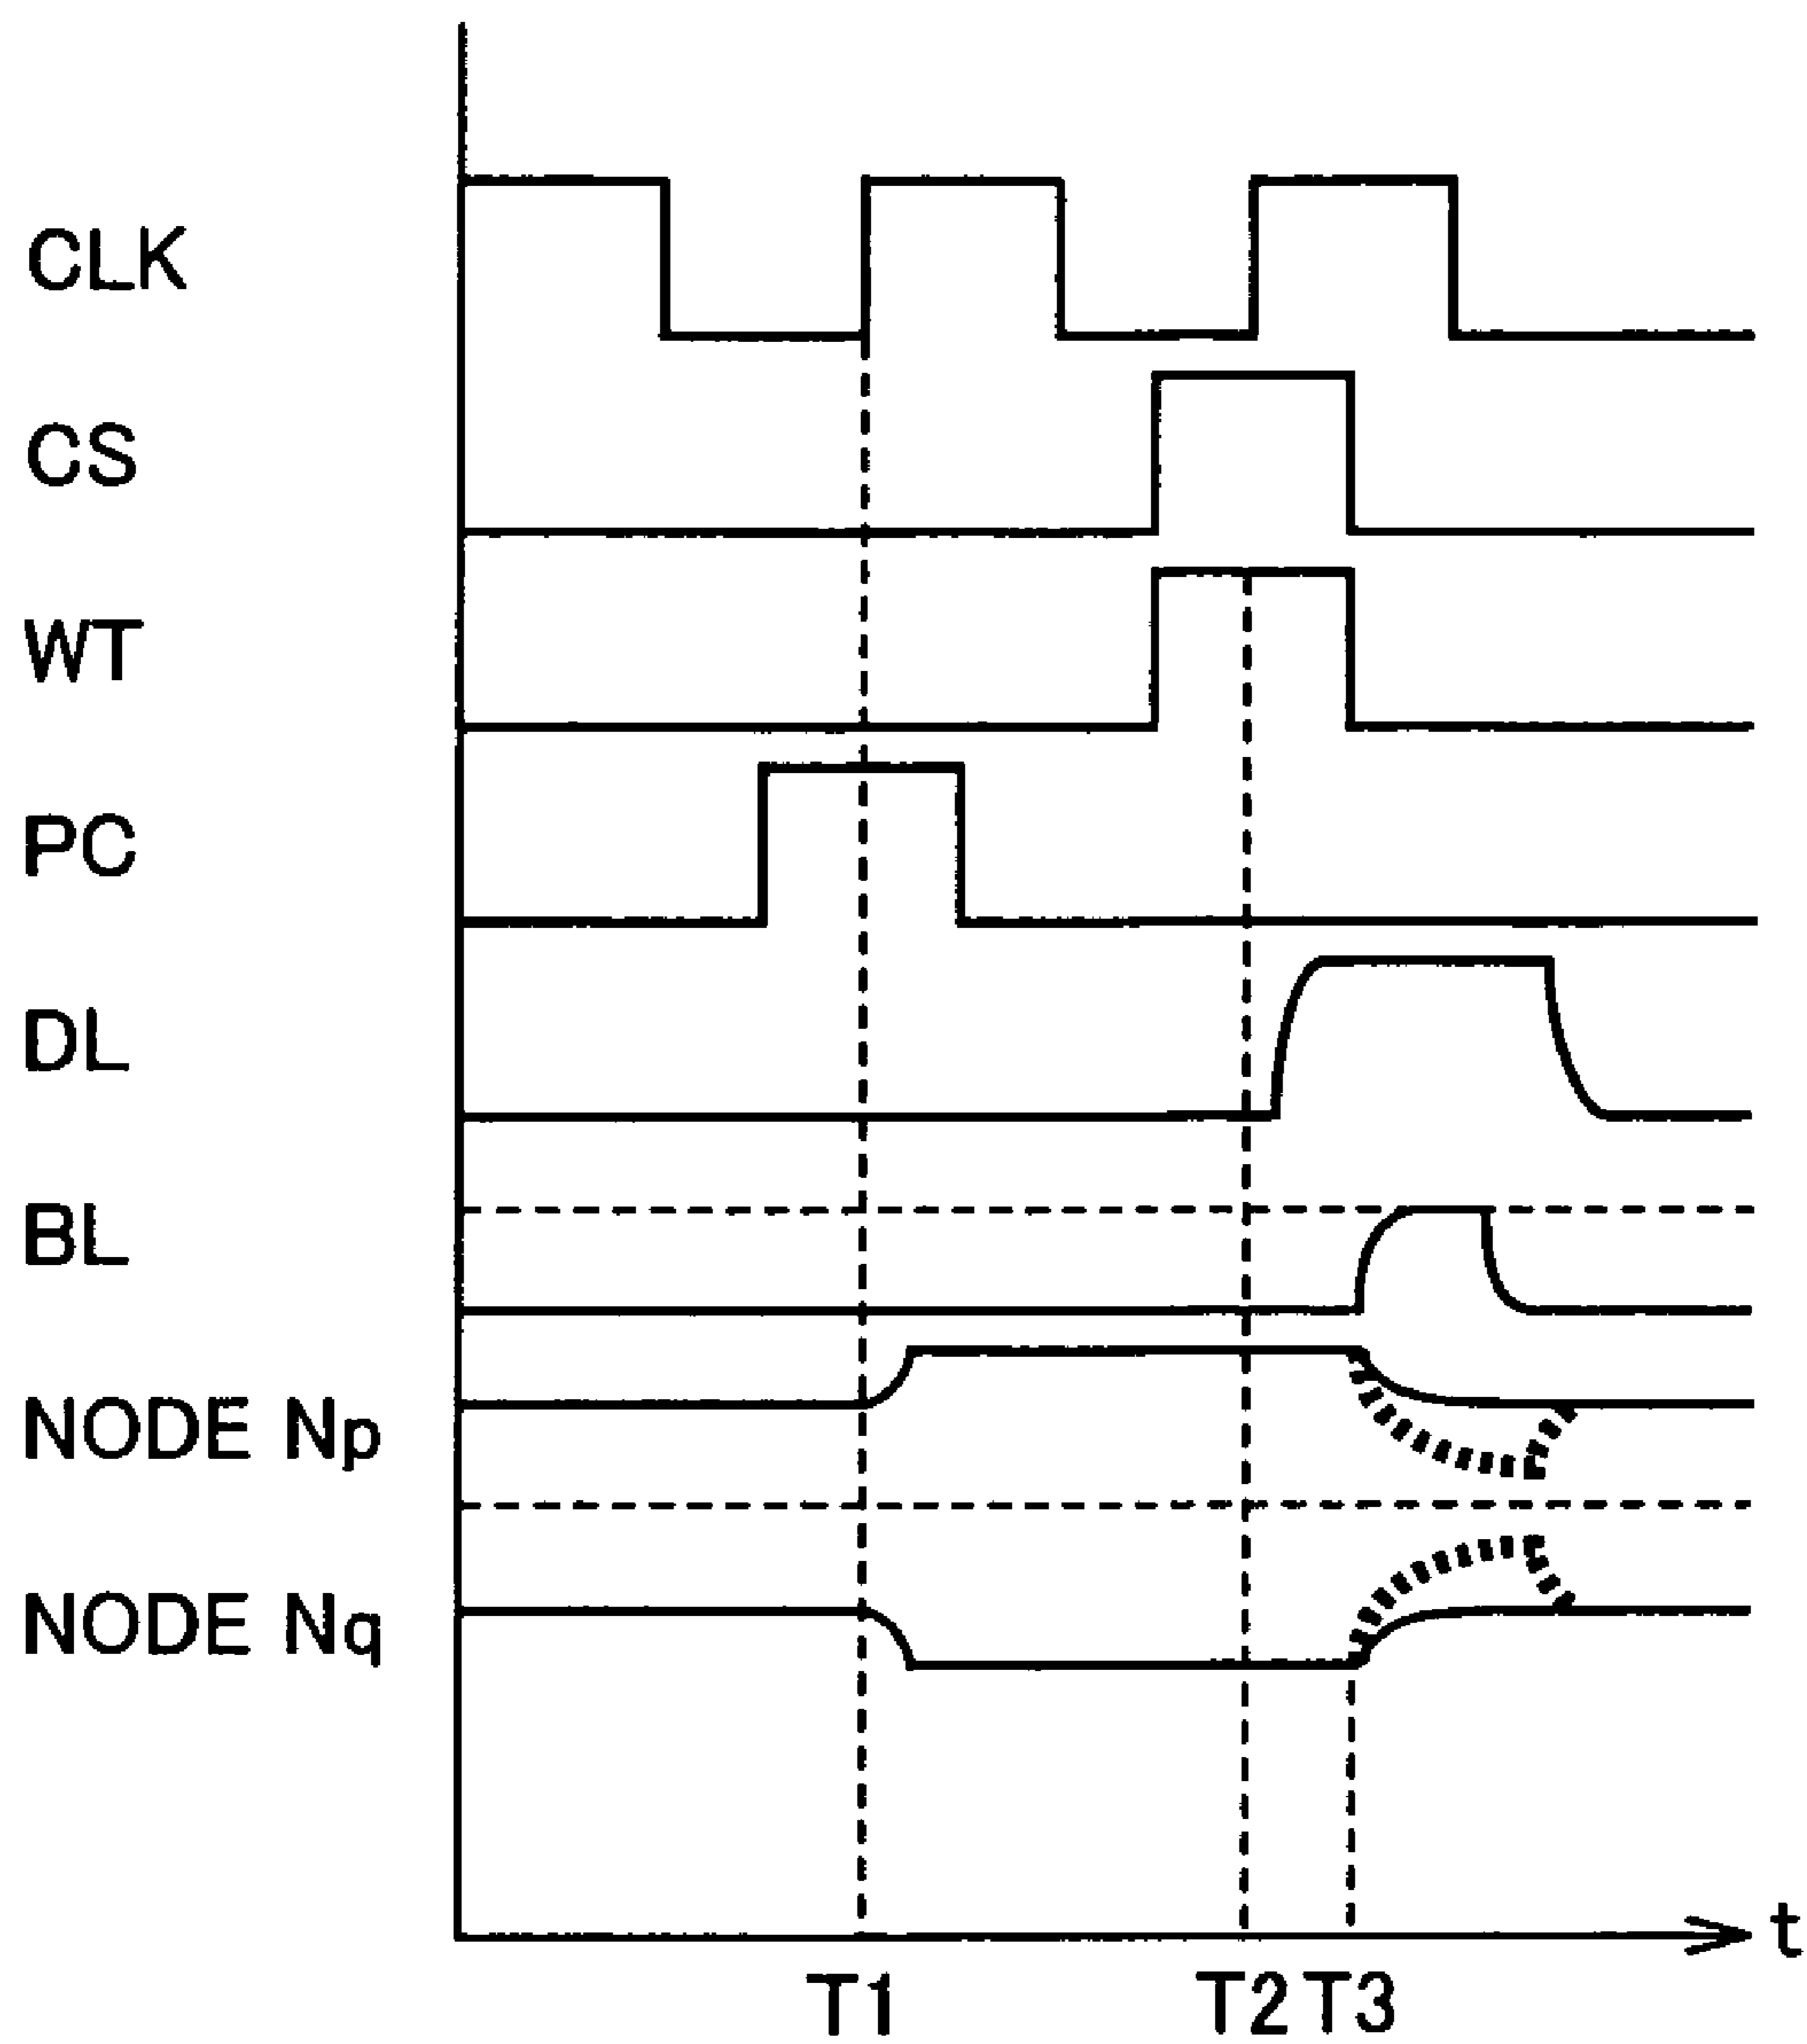 CLK
CS
WT
PC
DL
BL
NODE Np
NODE Nq
t
T1 T2 T3